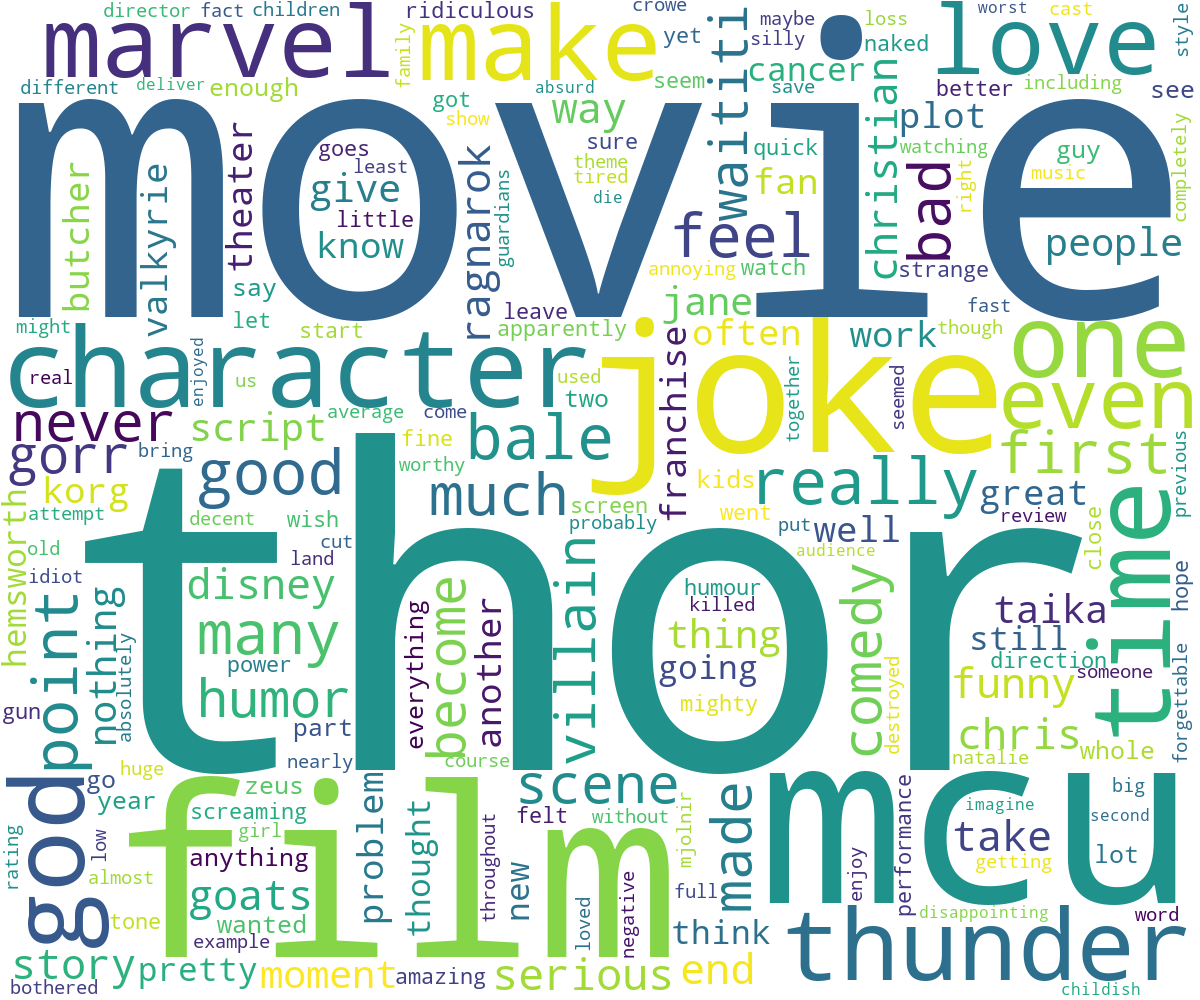 director fact children ridiculous crowe maybe loss worst cast
marvel make silly naked love style
family yet waititi
different deliver enough got absurd seem cancer save better including see
movie
show way christian plot
butcher valkyrie theater goes least give little know ragnarok guardians sure theme tired die quick fan bad watching guy music right completely
feel people
annoying watch strange
say let leave jane fast
might start apparently franchise often work though one
character joke
real enjoyed us used two together seemed even
never average come
gorr bring script fine bale first previous
korg good worthy much kids really great
attempt decent wish screen probably went put well review close
thor
old cut audience
idiot land hope
hemsworth point nothing disney many everything become another villain humour killed thing going mighty comedy taika still direction someone time forgettable
absolutely power destroyed funny
gun humor part chris whole
nearly course natalie
god go huge film scene mcu
year zeus problem made imagine big
rating low screaming girl thought felt without mjolnir performance take second
anything throughout new enjoy getting lot
almost goats full
tone wanted loved negative disappointing word
example think thunder
story pretty moment amazing serious end
bothered childish